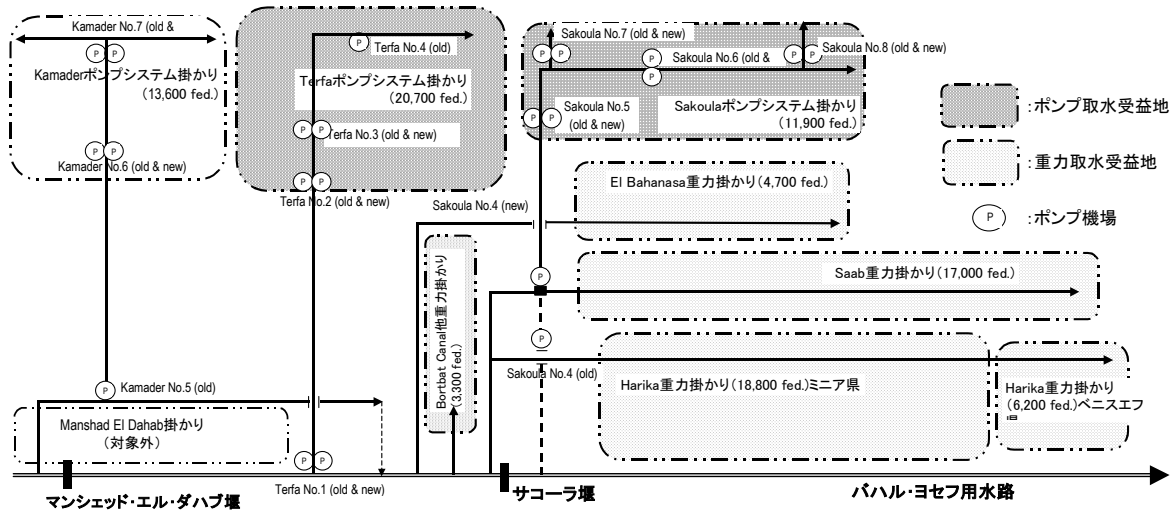 Kamader No.7 (old &
P P
Kamaderポンプシステム掛かり
(13,600 fed.)
P P
Kamader No.6 (old & new)
P
Kamader No.5 (old)
Manshad El Dahab掛かり
(対象外)
P
Terfa No.4 (old)
Terfaポンプシステム掛かり
(20,700 fed.)
P P
Terfa No.3 (old & new)
P P
Terfa No.2 (old & new)
P P
Terfa No.1 (old & new)
Sakoula No.7 (old & new)
P P
P
P
Sakoula No.6 (old &
P P
Sakoula No.8 (old & new)
Sakoula No.5
(old & new)
P P
Sakoulaポンプシステム掛かり
(11,900 fed.)
Sakoula No.4 (new)
El Bahanasa重力掛かり(4,700 fed.)
P
Saab重力掛かり(17,000 fed.)
Bortbat Canal他重力掛かり
(3,300 fed.)
P
Sakoula No.4 (old)
Harika重力掛かり(18,800 fed.)ミニア県
Harika重力掛かり
(6,200 fed.)ベニスエフ
:ポンプ取水受益地
:重力取水受益地
P
:ポンプ機場
マンシェッド・エル・ダハブ堰
サコーラ堰
バハル・ヨセフ用水路